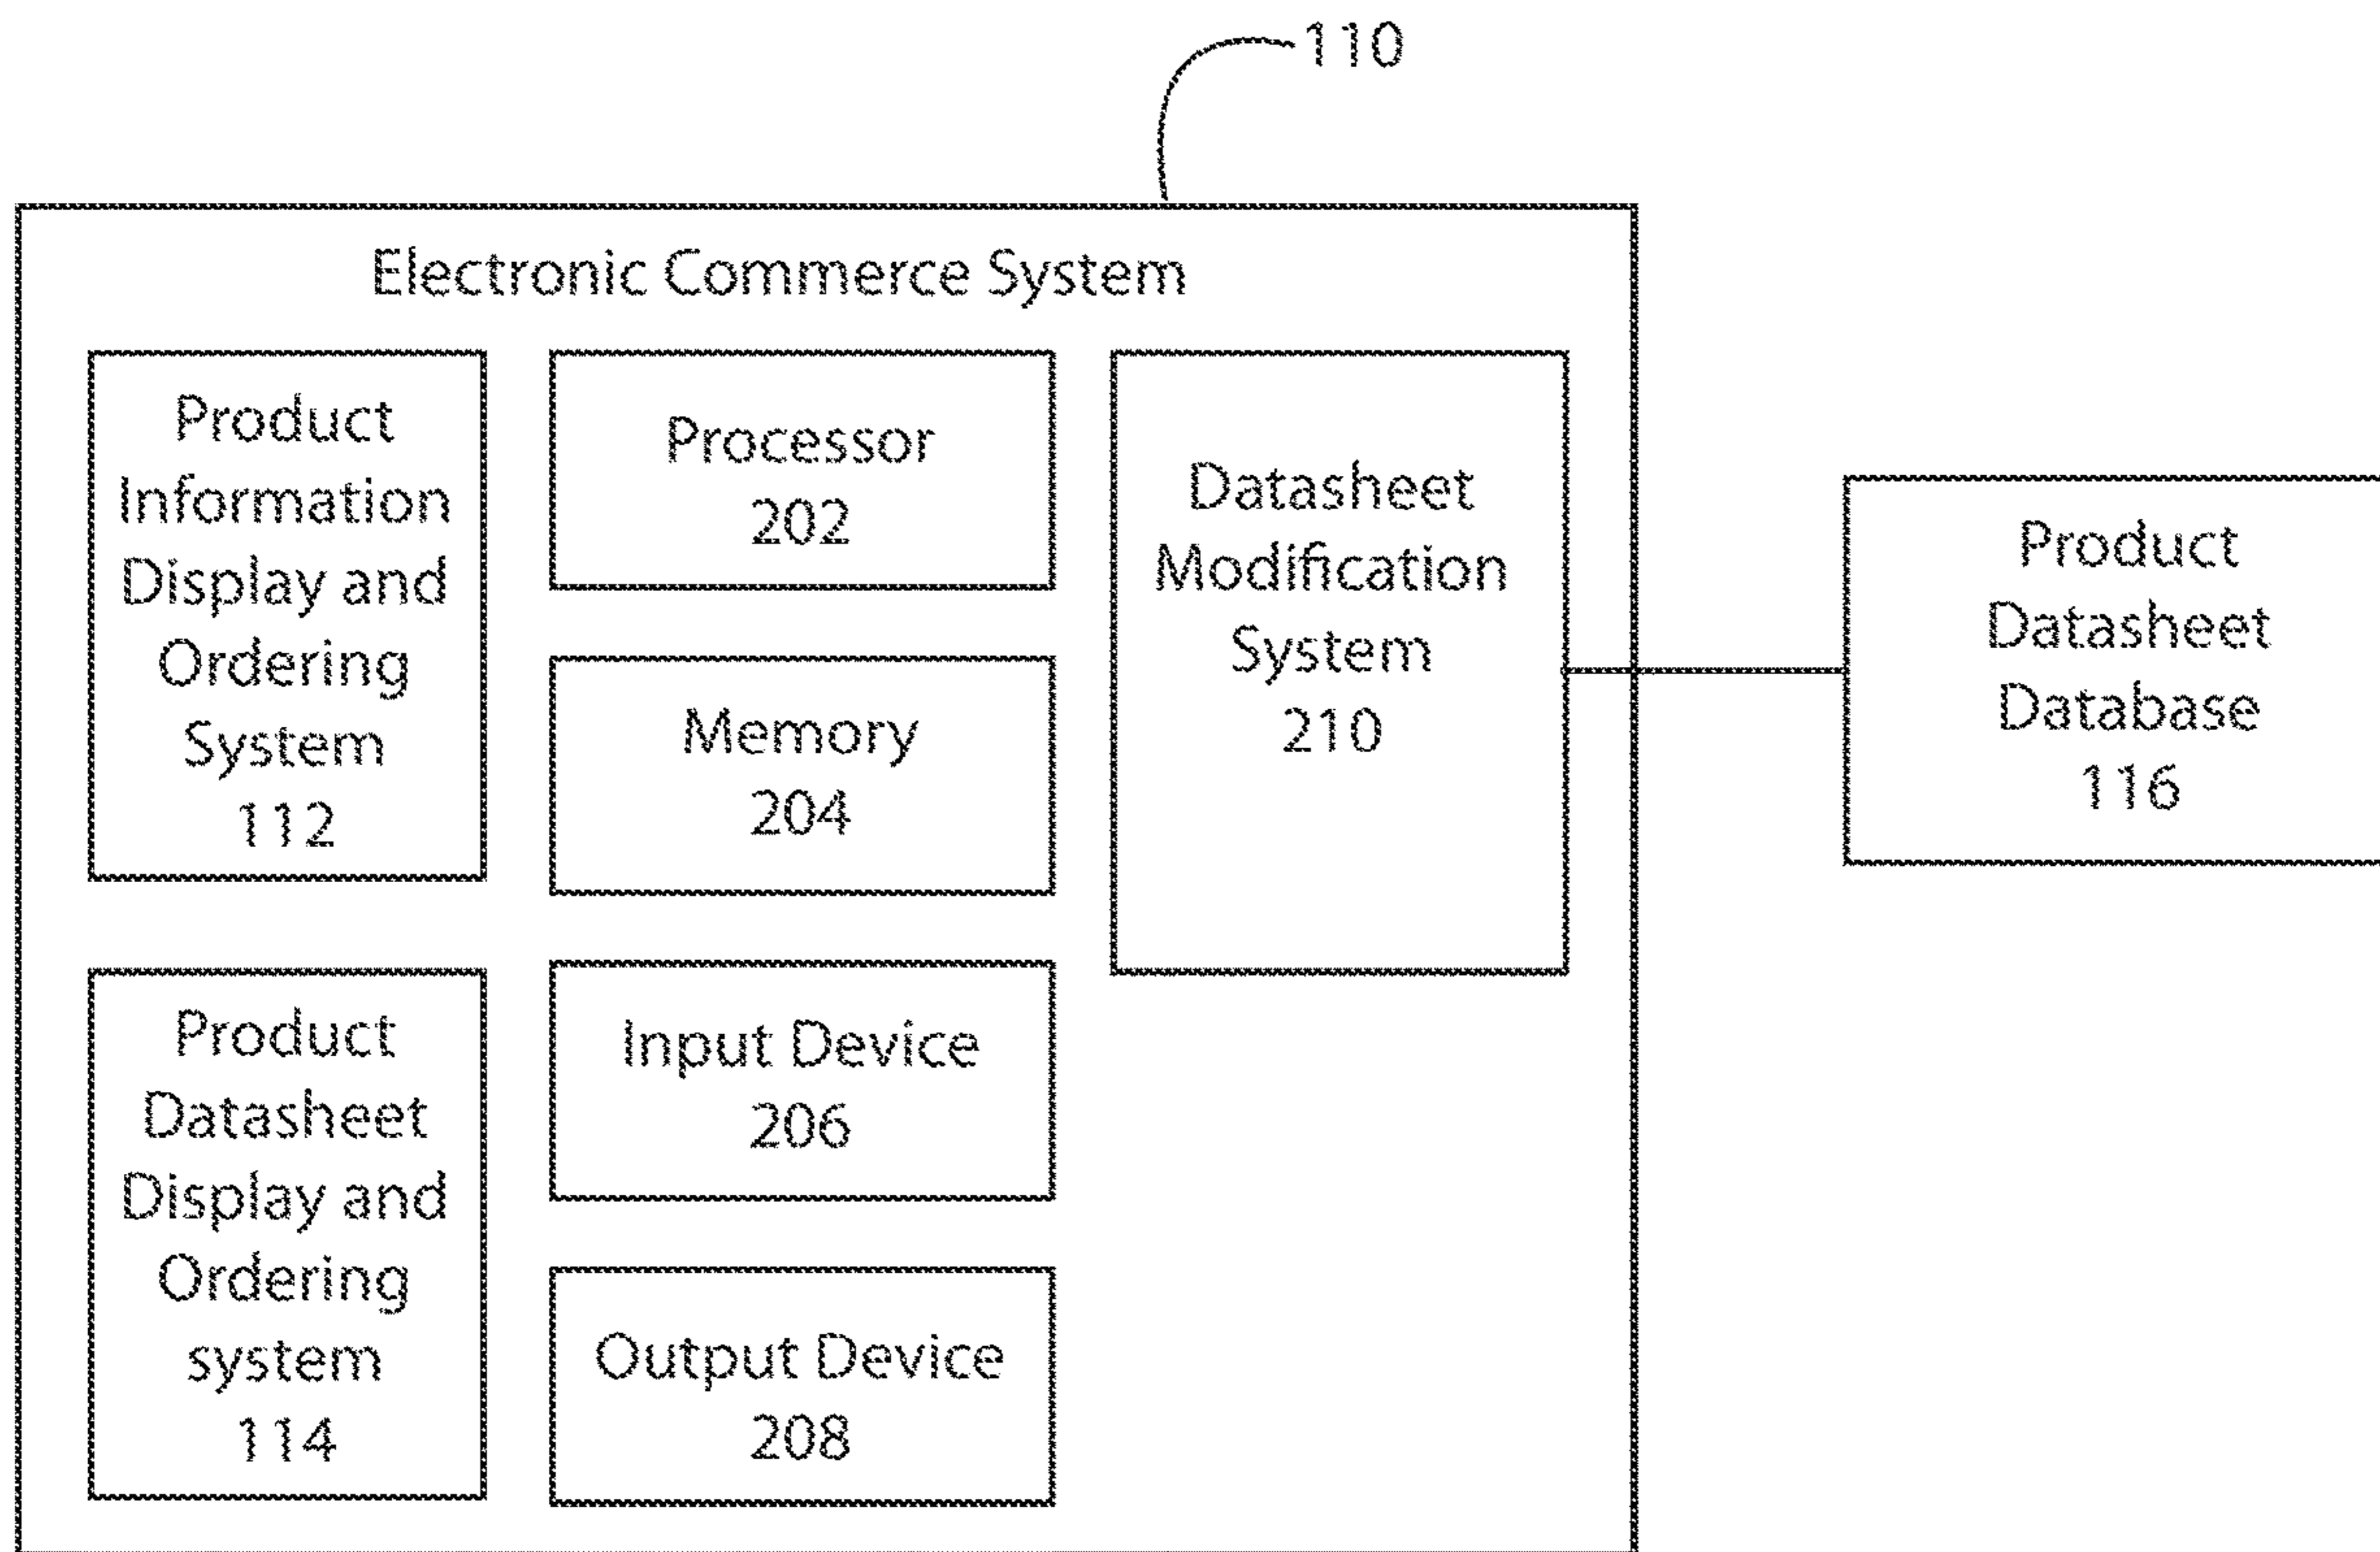 110
Electronic Commerce System
Product
Information
Display and
Ordering
System
112
Processor
202
Memory
204
Datasheet
Modification
System
210
Product
Datasheet
Database
116
Product
Datasheet
Display and
Ordering
system
114
Input Device
206
Output Device
208